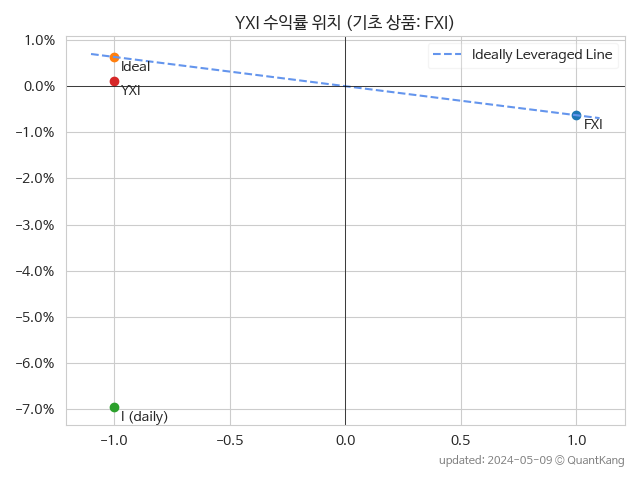 YXI 수익률 위치 (기초 상품: FXI)
1.0%
0.0%
-1.0%
-2.0%
-3.0%
-4.0%
-5.0%
-6.0%
-7.0%
Ideally Leveraged Line
Ideal
YXI
FXI
I (daily)
-1.0
-0.5
0.0
0.5
1.0
updated: 2024-05-09 © QuantKang